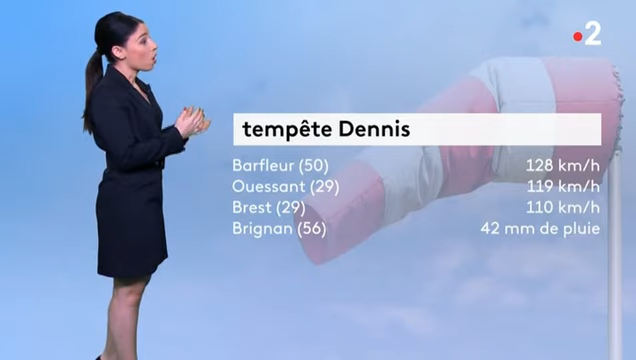 2
tempête Dennis
Barfleur (50) 128 km/h
Ouessant (29) 119 km/h
Brest (29) 110 km/h
Brignan (56) 42 mm de pluie